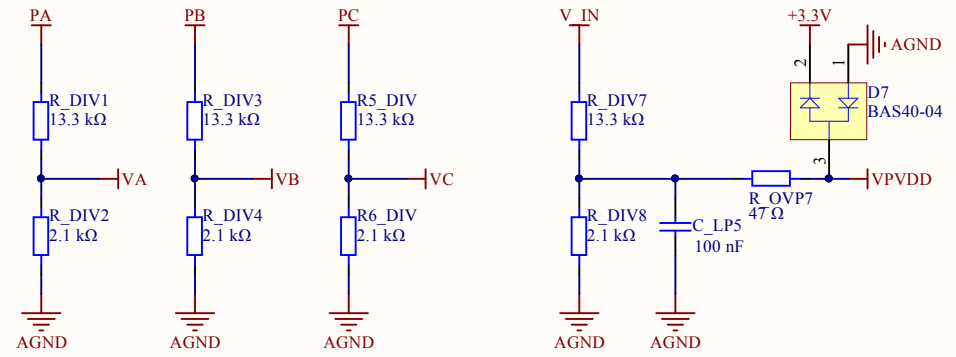 PA
PB
PC
V_IN
+3.3V
AGND
2
1
D7
BAS40-04
R_DIV1
13.3 kΩ
R_DIV3
13.3 kΩ
R5_DIV
13.3 kΩ
R_DIV7
13.3 kΩ
3
VA
VB
VC
VPVDD
R_OVP7
47 Ω
R_DIV2
2.1 kΩ
R_DIV4
2.1 kΩ
R6_DIV
2.1 kΩ
R_DIV8
2.1 kΩ
C_LP5
100 nF
AGND
AGND
AGND
AGND
AGND